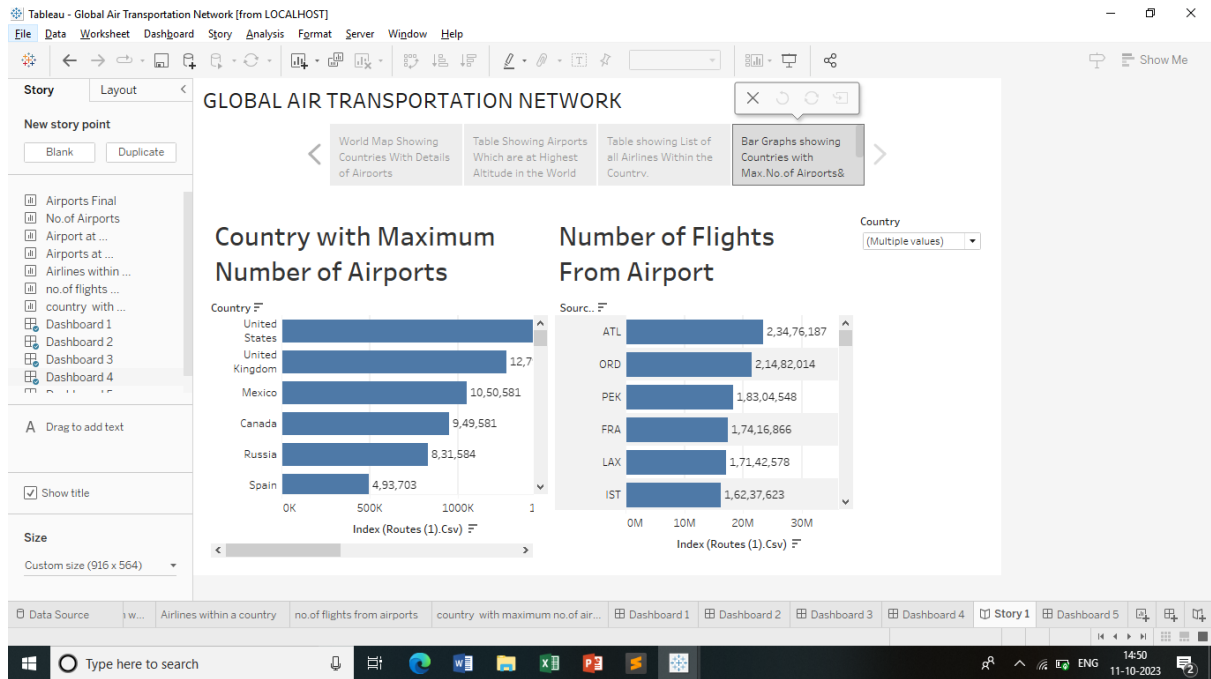 Tableau - Global Air Transportation Network [from LOCALHOST]
File Data Worksheet Dashboard Story Analysis Format Server Window Help
Show Me
Story Layout
New story point
Blank Duplicate
Airports Final
No.of Airports
Airport at ...
Airports at ...
Airlines within ...
no.of flights ...
country with ...
Dashboard 1
Dashboard 2
Dashboard 3
Dashboard 4
A Drag to add text
Show title
Size
Custom size (916 x 564)
GLOBAL AIR TRANSPORTATION NETWORK
World Map Showing
Countries With Details
of Airports
Table Showing Airports
Which are at Highest
Altitude in the World
Table showing List of
all Airlines Within the
Country.
Bar Graphs showing
Countries with
Max.No.of Airports&
Country with Maximum
Number of Airports
Country
United
States
United
Kingdom
12,7
Mexico
10,50,581
Canada
9,49,581
Russia
8,31,584
Spain
4,93,703
0K 500K 1000K 1
Index (Routes (1).Csv)
Number of Flights
From Airport
Sourc..
ATL 2,34,76,187
ORD 2,14,82,014
PEK 1,83,04,548
FRA 1,74,16,866
LAX 1,71,42,578
IST 1,62,37,623
0M 10M 20M 30M
Index (Routes (1).Csv)
Country
(Multiple values)
Data Source w... Airlines within a country no.of flights from airports country with maximum no.of air... Dashboard 1 Dashboard 2 Dashboard 3 Dashboard 4 Story 1 Dashboard 5
Type here to search
ENG
14:50
11-10-2023
2